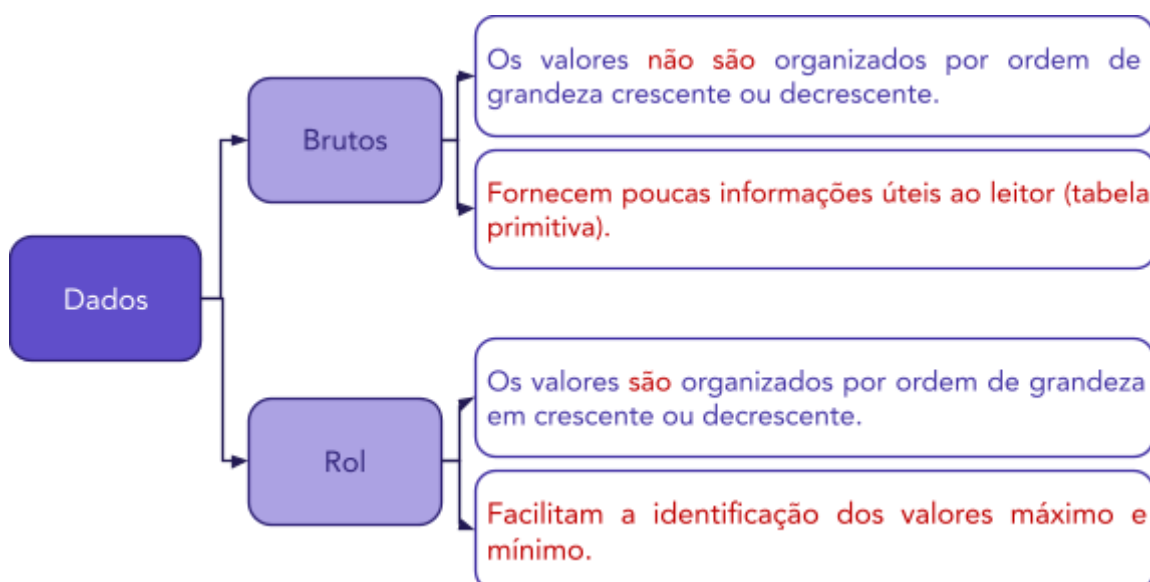 Dados
Brutos
Os valores não são organizados por ordem de
grandeza crescente ou decrescente.
Fornecem poucas informações úteis ao leitor (tabela
primitiva).
Rol
Os valores são organizados por ordem de grandeza
em crescente ou decrescente.
Facilitam a identificação dos valores máximo e
mínimo.